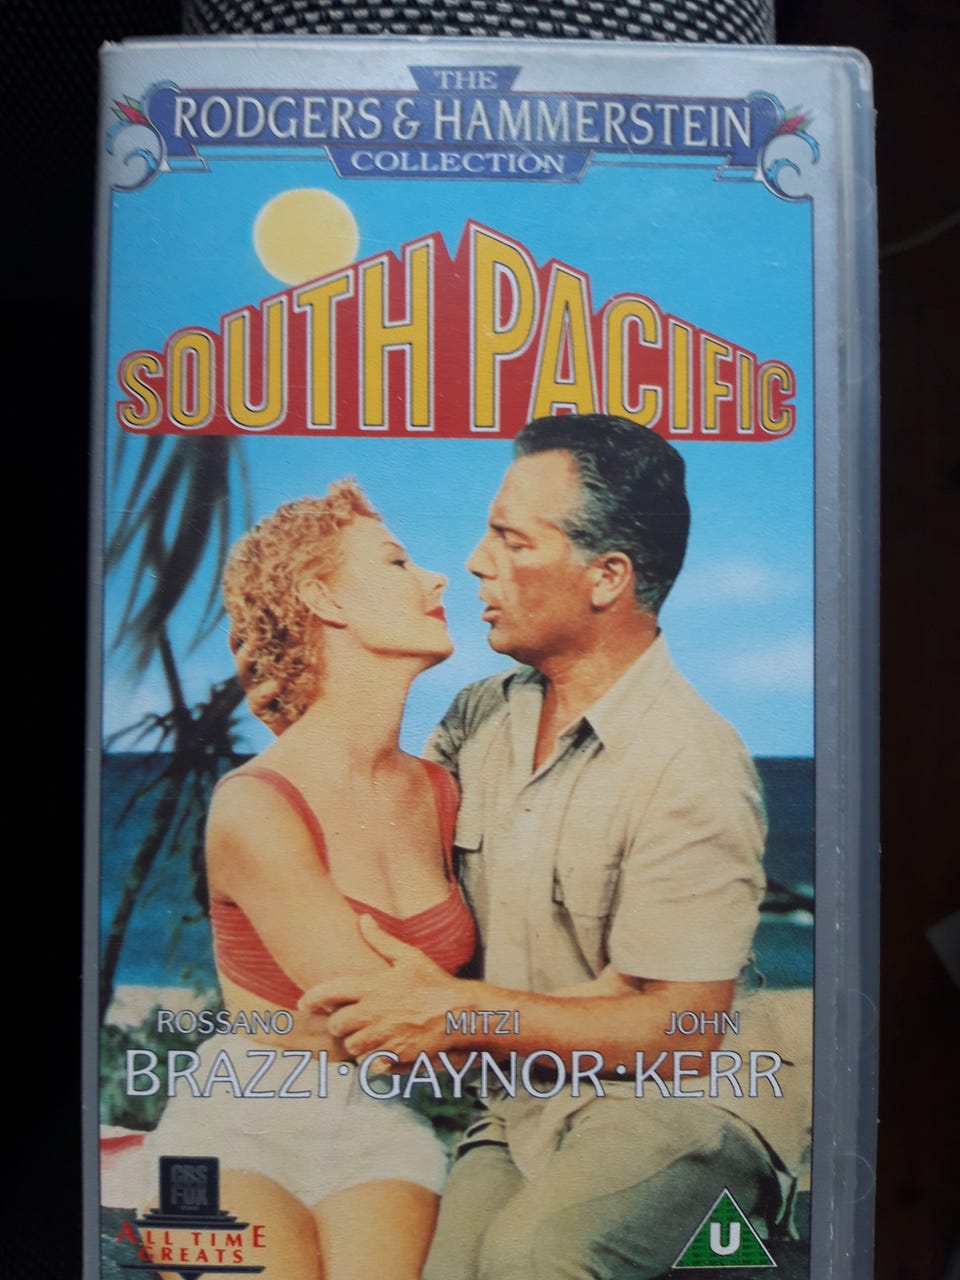 THE
RODGERS & HAMMERSTEIN
COLLECTION
SOUTH PACIFIC
ROSSANO MITZI JOHN
BRAZZI · GAYNOR · KERR
CBS
FOX
ALL TIME
GREATS
U